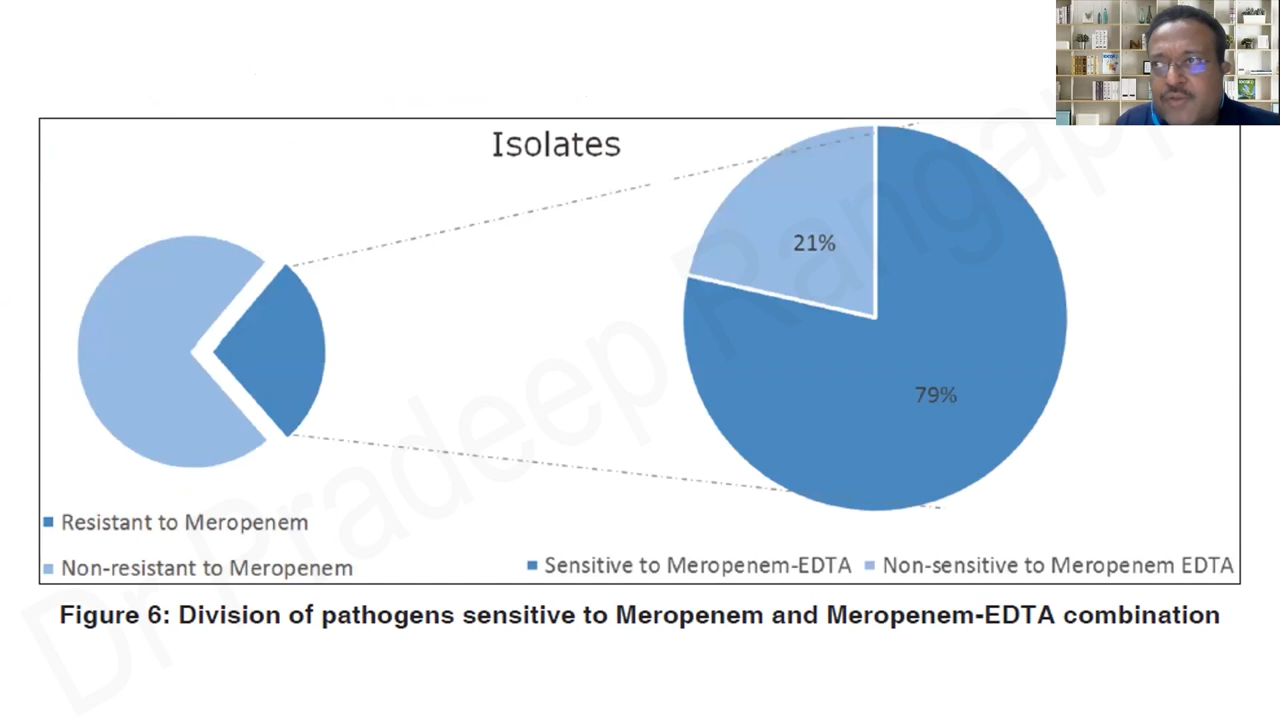 Isolates
21%
79%
Resistant to Meropenem
Non-resistant to Meropenem
Sensitive to Meropenem-EDTA
Non-sensitive to Meropenem EDTA
Figure 6: Division of pathogens sensitive to Meropenem and Meropenem-EDTA combination
Dr Pradeep